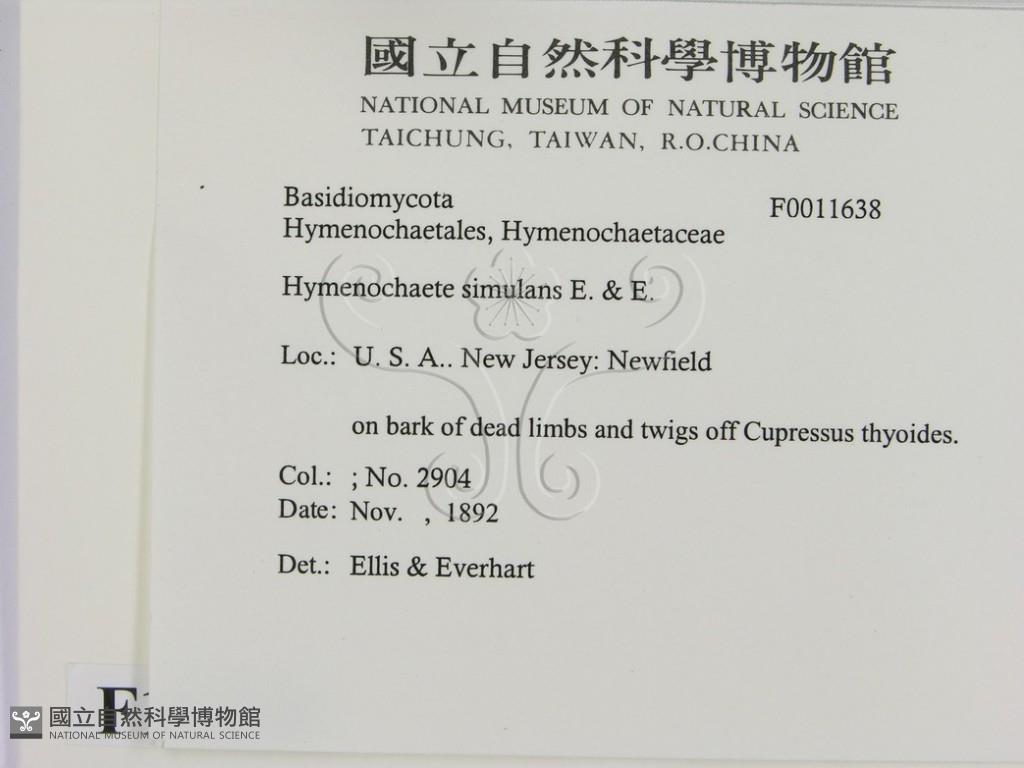 國立自然科學博物館
NATIONAL MUSEUM OF NATURAL SCIENCE
TAICHUNG, TAIWAN, R.O.CHINA
Basidiomycota F0011638
Hymenochaetales, Hymenochaetaceae
Hymenochaete simulans E. & E.
Loc.: U. S. A.. New Jersey: Newfield
on bark of dead limbs and twigs off Cupressus thyoides.
Col.: ; No. 2904
Date: Nov. , 1892
Det.: Ellis & Everhart
F
國立自然科學博物館
NATIONAL MUSEUM OF NATURAL SCIENCE